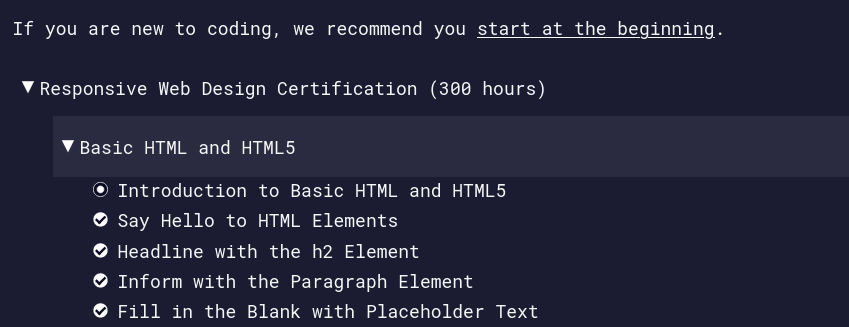 If you are new to coding, we recommend you start at the beginning.
Responsive Web Design Certification (300 hours)
Basic HTML and HTML5
Introduction to Basic HTML and HTML5
Say Hello to HTML Elements
Headline with the h2 Element
Inform with the Paragraph Element
Fill in the Blank with Placeholder Text